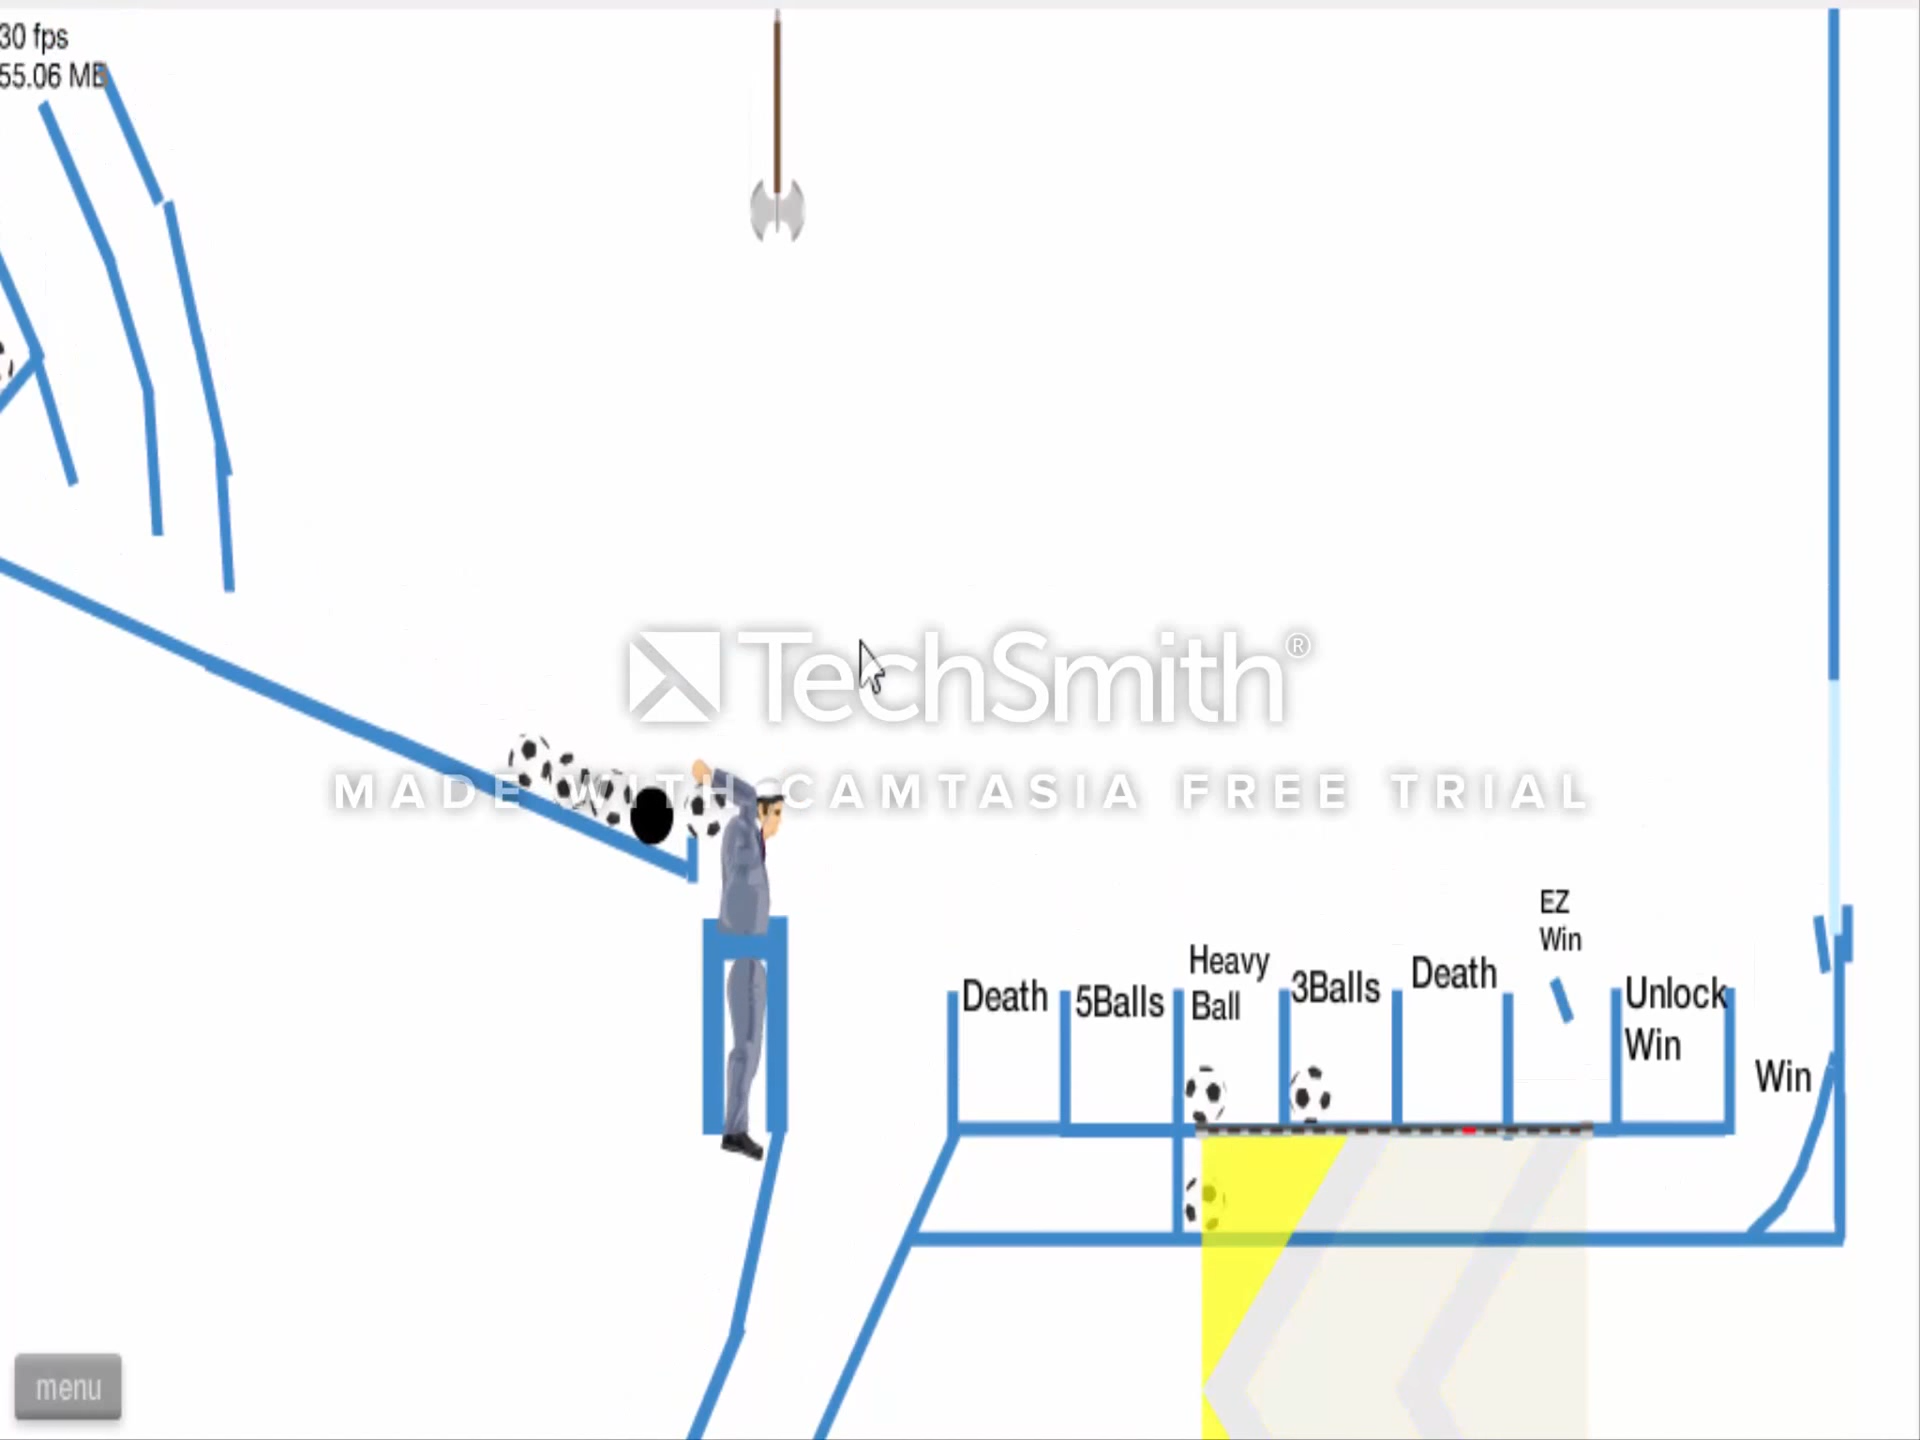 30 fps
55.06 MB
TechSmith®
MADE WITH CAMTASIA FREE TRIAL
EZ
Win
Heavy
Ball
Death
5Balls
3Balls
Death
Unlock
Win
Win
menu